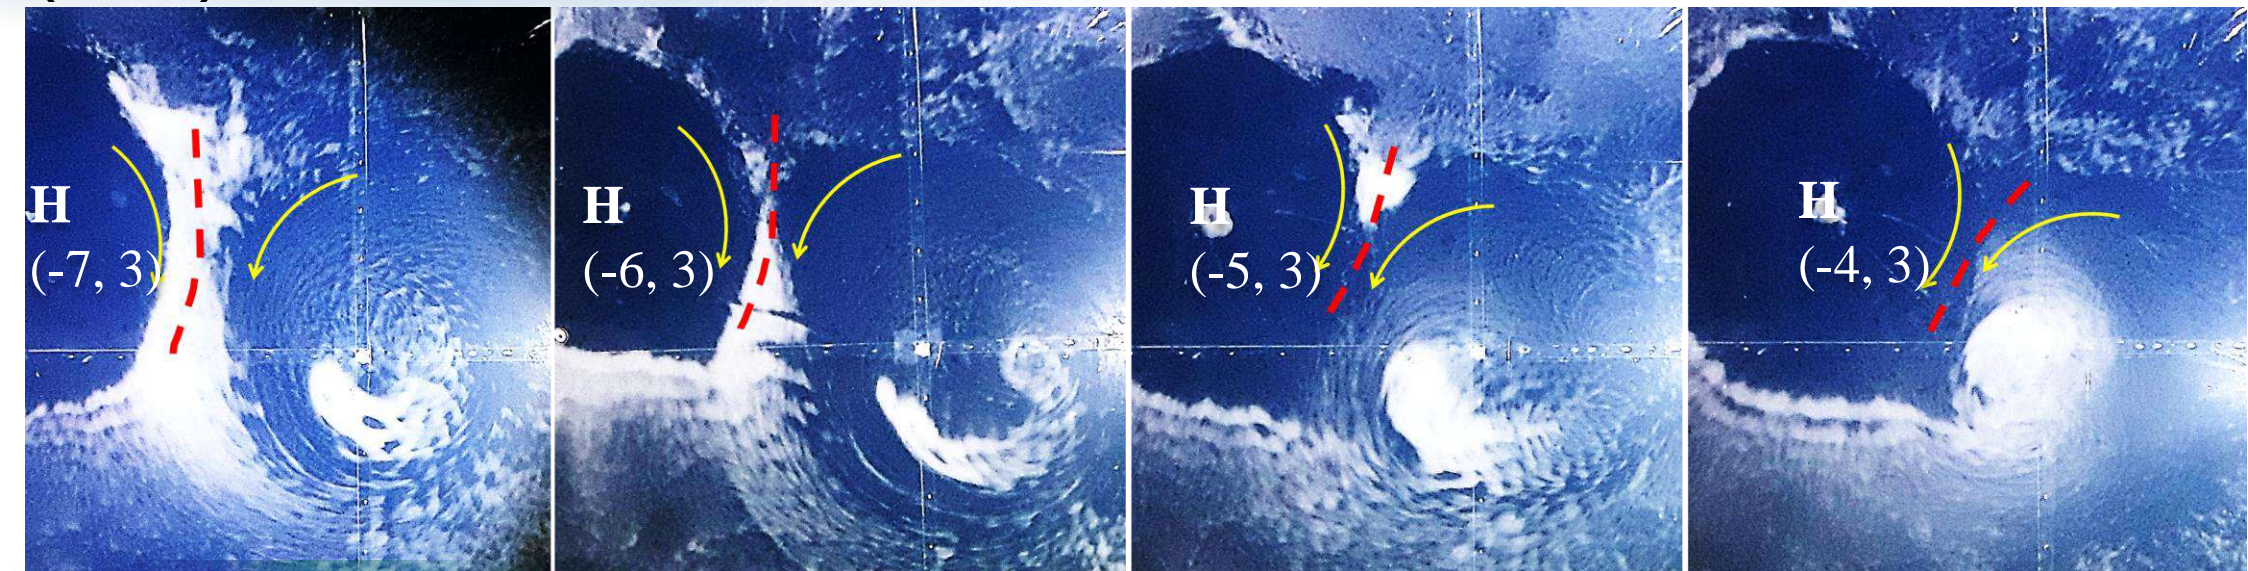 H
(-7, 3)
H
(-6, 3)
H
(-5, 3)
H
(-4, 3)